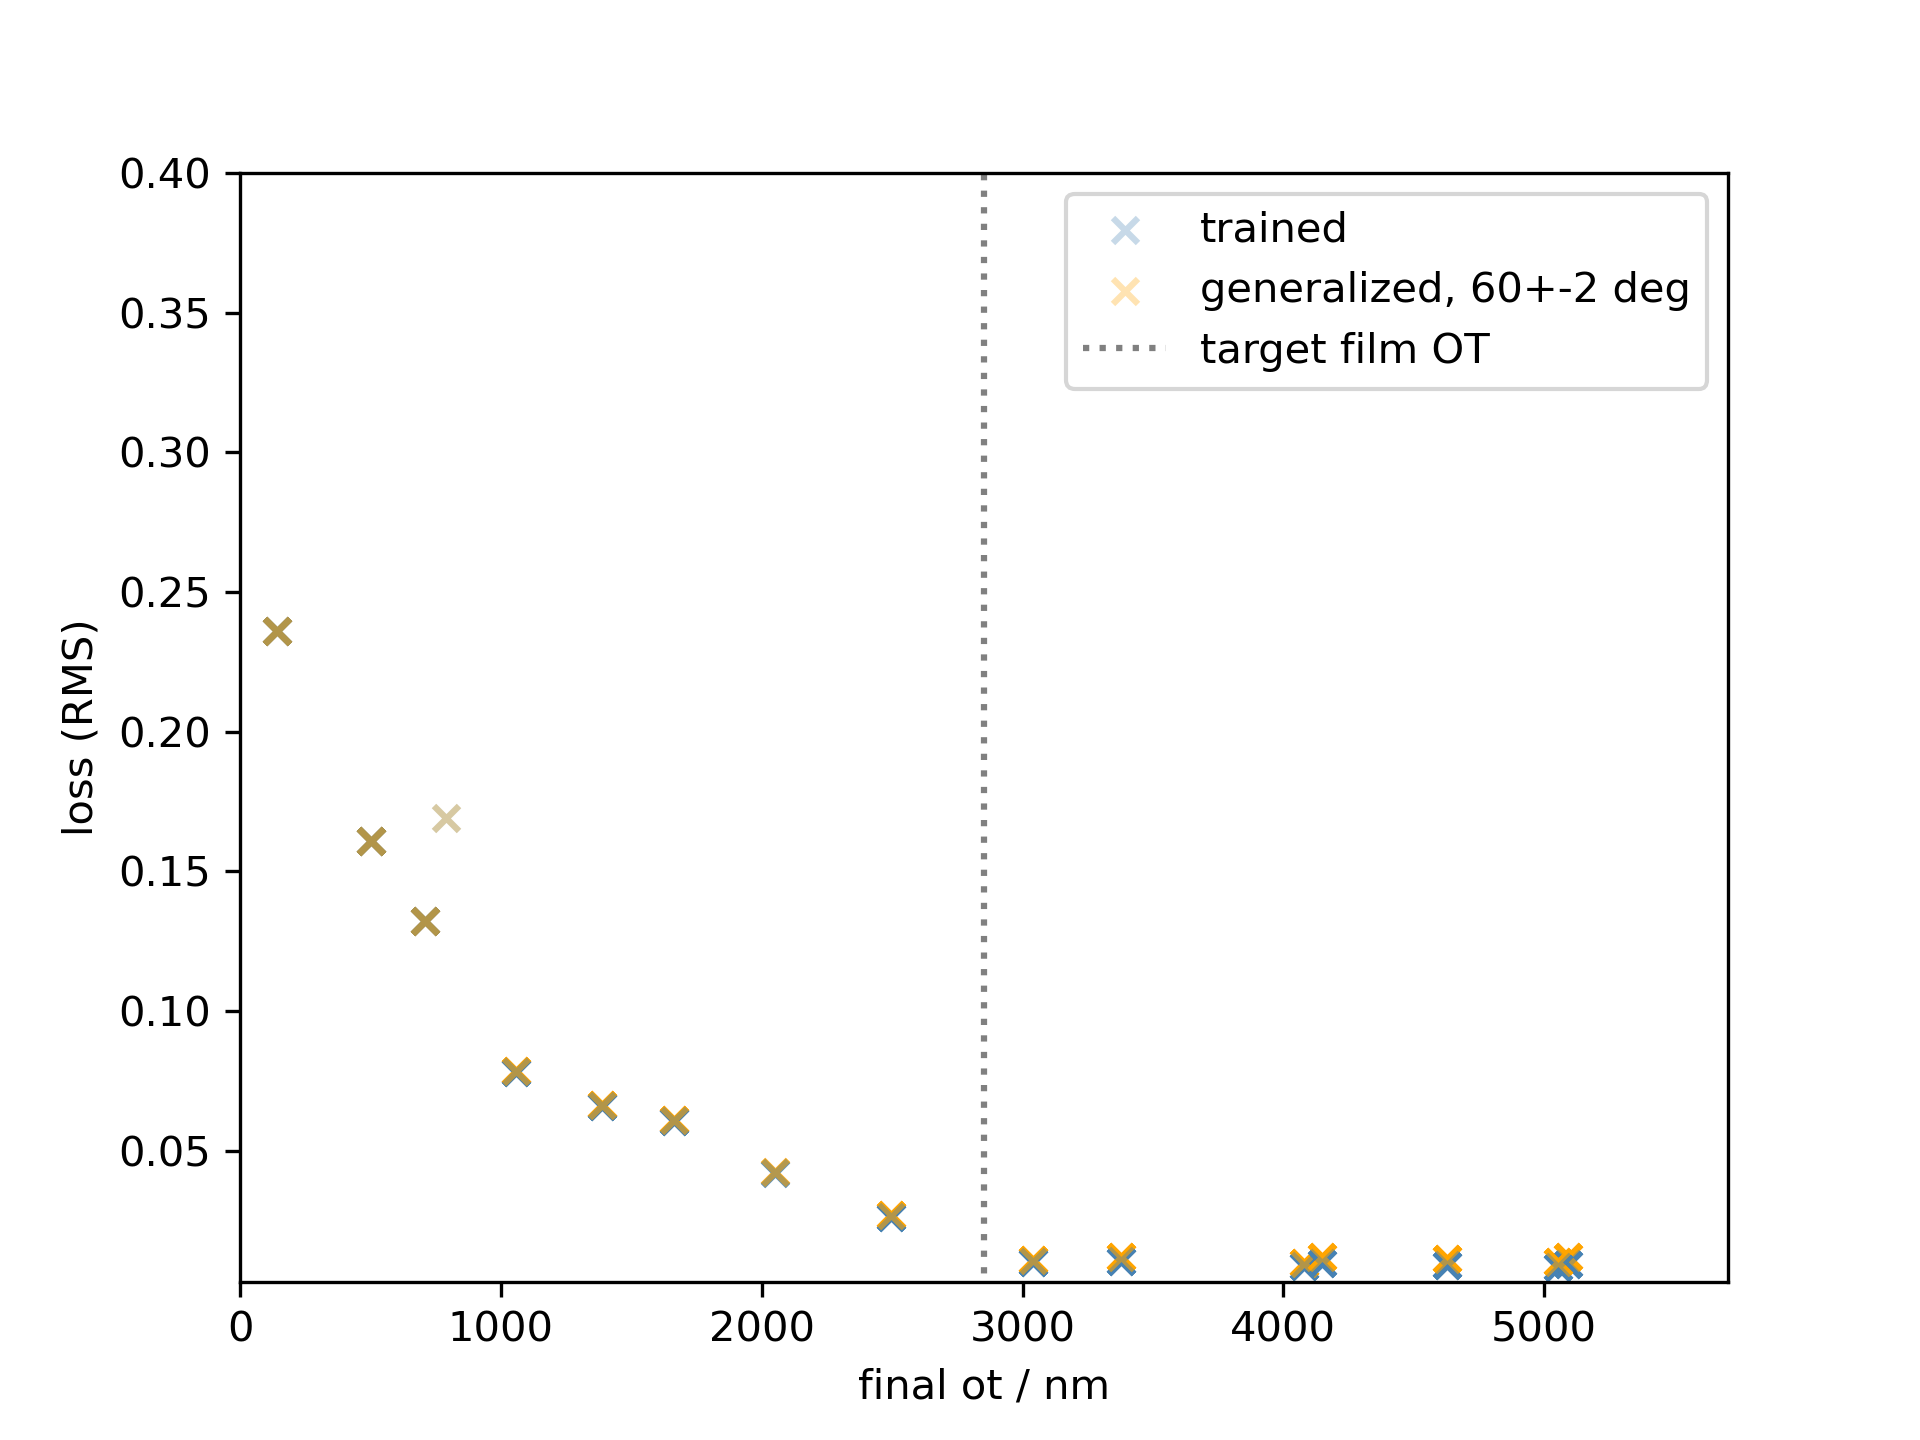 0.40
0.35
0.30
0.25
0.20
0.15
0.10
0.05
loss (RMS)
trained
generalized, 60+-2 deg
target film OT
0 1000 2000 3000 4000 5000
final ot / nm